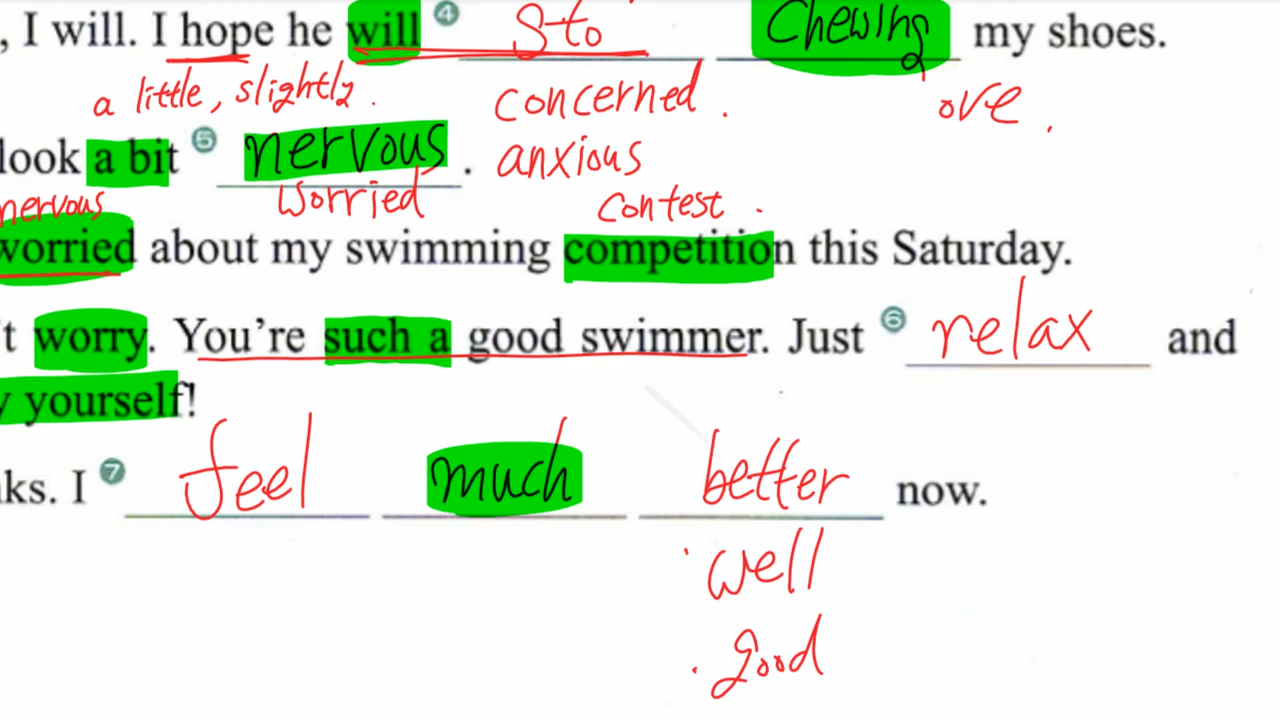 , I will. I hope he will ④ sto chewing my shoes.
a little, slightly. concerned. ove.
look a bit ⑤ nervous. anxious
nervous worried contest.
worried about my swimming competition this Saturday.
't worry. You're such a good swimmer. Just ⑥ relax and
y yourself!
ks. I ⑦ feel much better now.
. well
. good